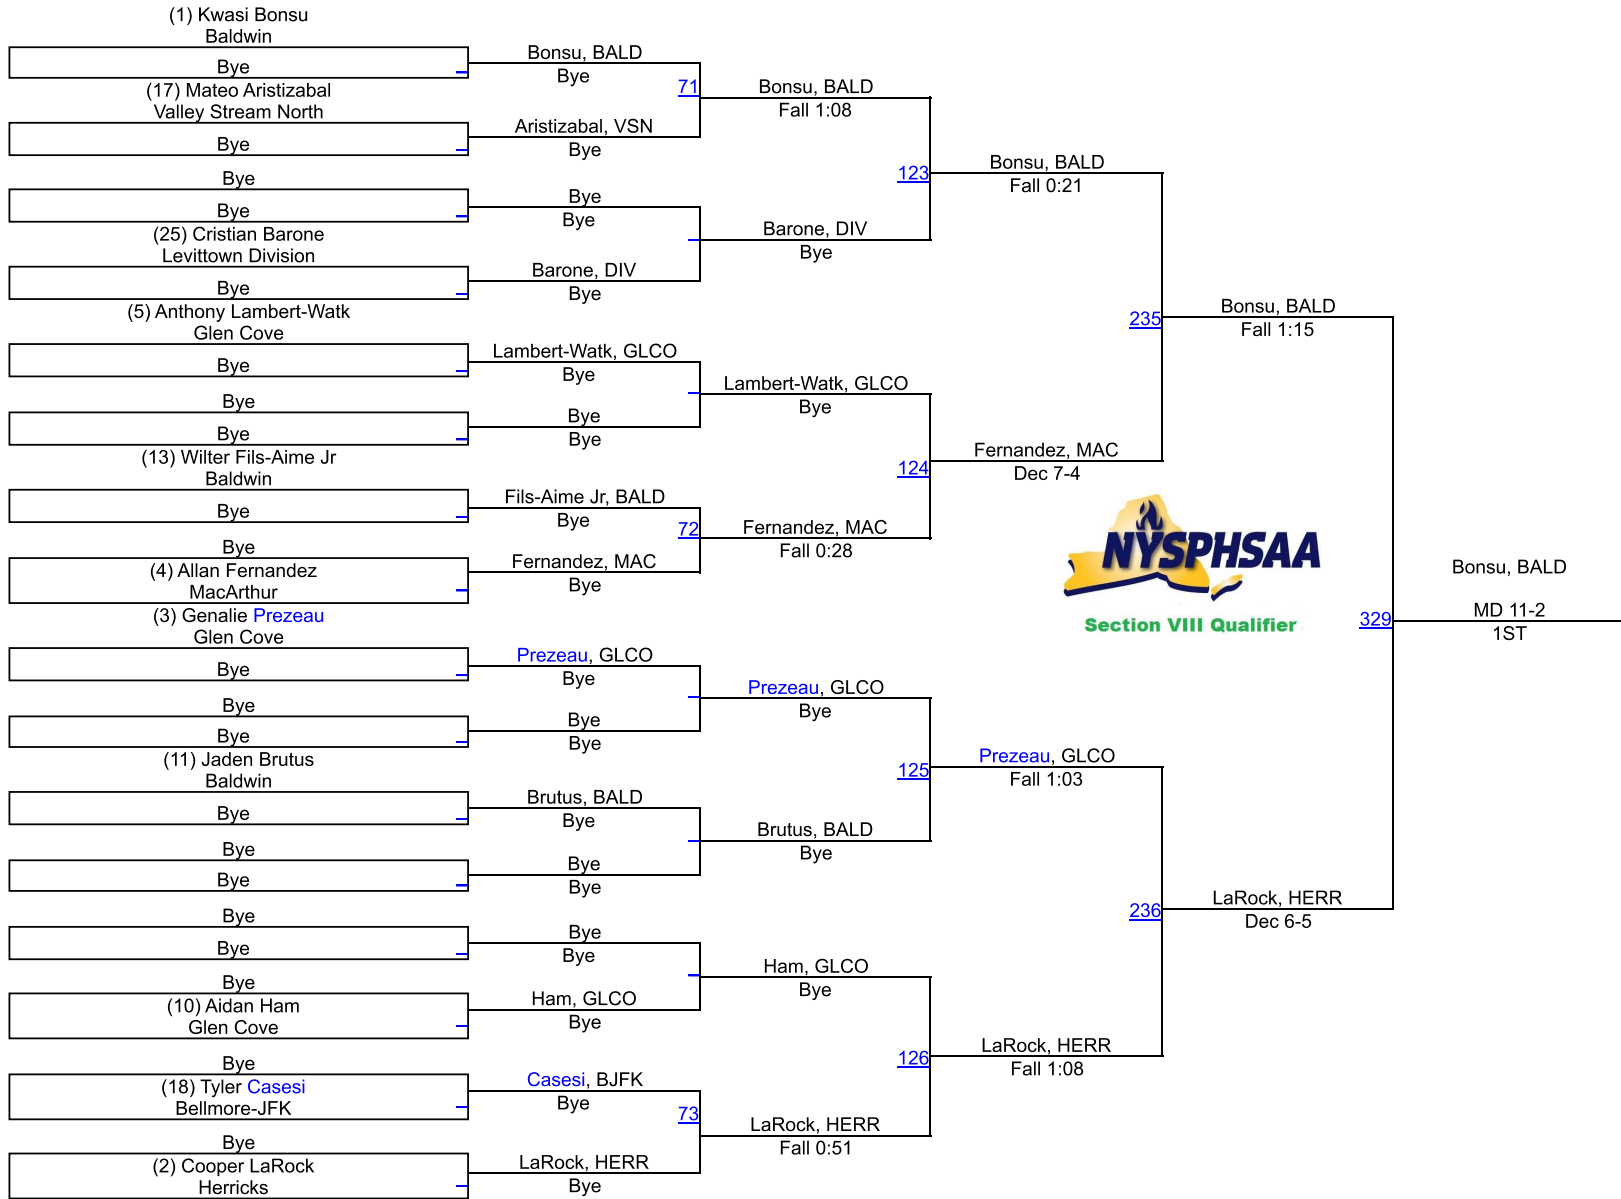 (1) Kwasi Bonsu
Baldwin
Bye
(17) Mateo Aristizabal
Valley Stream North
Bye
Bye
Bye
(25) Cristian Barone
Levittown Division
Bye
(5) Anthony Lambert-Watk
Glen Cove
Bye
Bye
Bye
(13) Wilter Fils-Aime Jr
Baldwin
Bye
Bye
(4) Allan Fernandez
MacArthur
(3) Genalie Prezeau
Glen Cove
Bye
Bye
Bye
(11) Jaden Brutus
Baldwin
Bye
Bye
Bye
Bye
Bye
Bye
(10) Aidan Ham
Glen Cove
Bye
(18) Tyler Casesi
Bellmore-JFK
Bye
(2) Cooper LaRock
Herricks
Bonsu, BALD
Bye
71
Aristizabal, VSN
Bye
Bye
Bye
Barone, DIV
Bye
Lambert-Watk, GLCO
Bye
Bye
Bye
Fils-Aime Jr, BALD
Bye
72
Fernandez, MAC
Bye
Prezeau, GLCO
Bye
Bye
Bye
Brutus, BALD
Bye
Bye
Bye
Bye
Bye
Ham, GLCO
Bye
Casesi, BJFK
Bye
73
LaRock, HERR
Bye
Bonsu, BALD
Fall 1:08
123
Barone, DIV
Bye
Lambert-Watk, GLCO
Bye
124
Fernandez, MAC
Fall 0:28
Prezeau, GLCO
Bye
125
Brutus, BALD
Bye
Ham, GLCO
Bye
126
LaRock, HERR
Fall 0:51
Bonsu, BALD
Fall 0:21
235
Fernandez, MAC
Dec 7-4
Prezeau, GLCO
Fall 1:03
236
LaRock, HERR
Fall 1:08
Bonsu, BALD
Fall 1:15
NYSPHSAA
Section VIII Qualifier
329
LaRock, HERR
Dec 6-5
Bonsu, BALD
MD 11-2
1ST